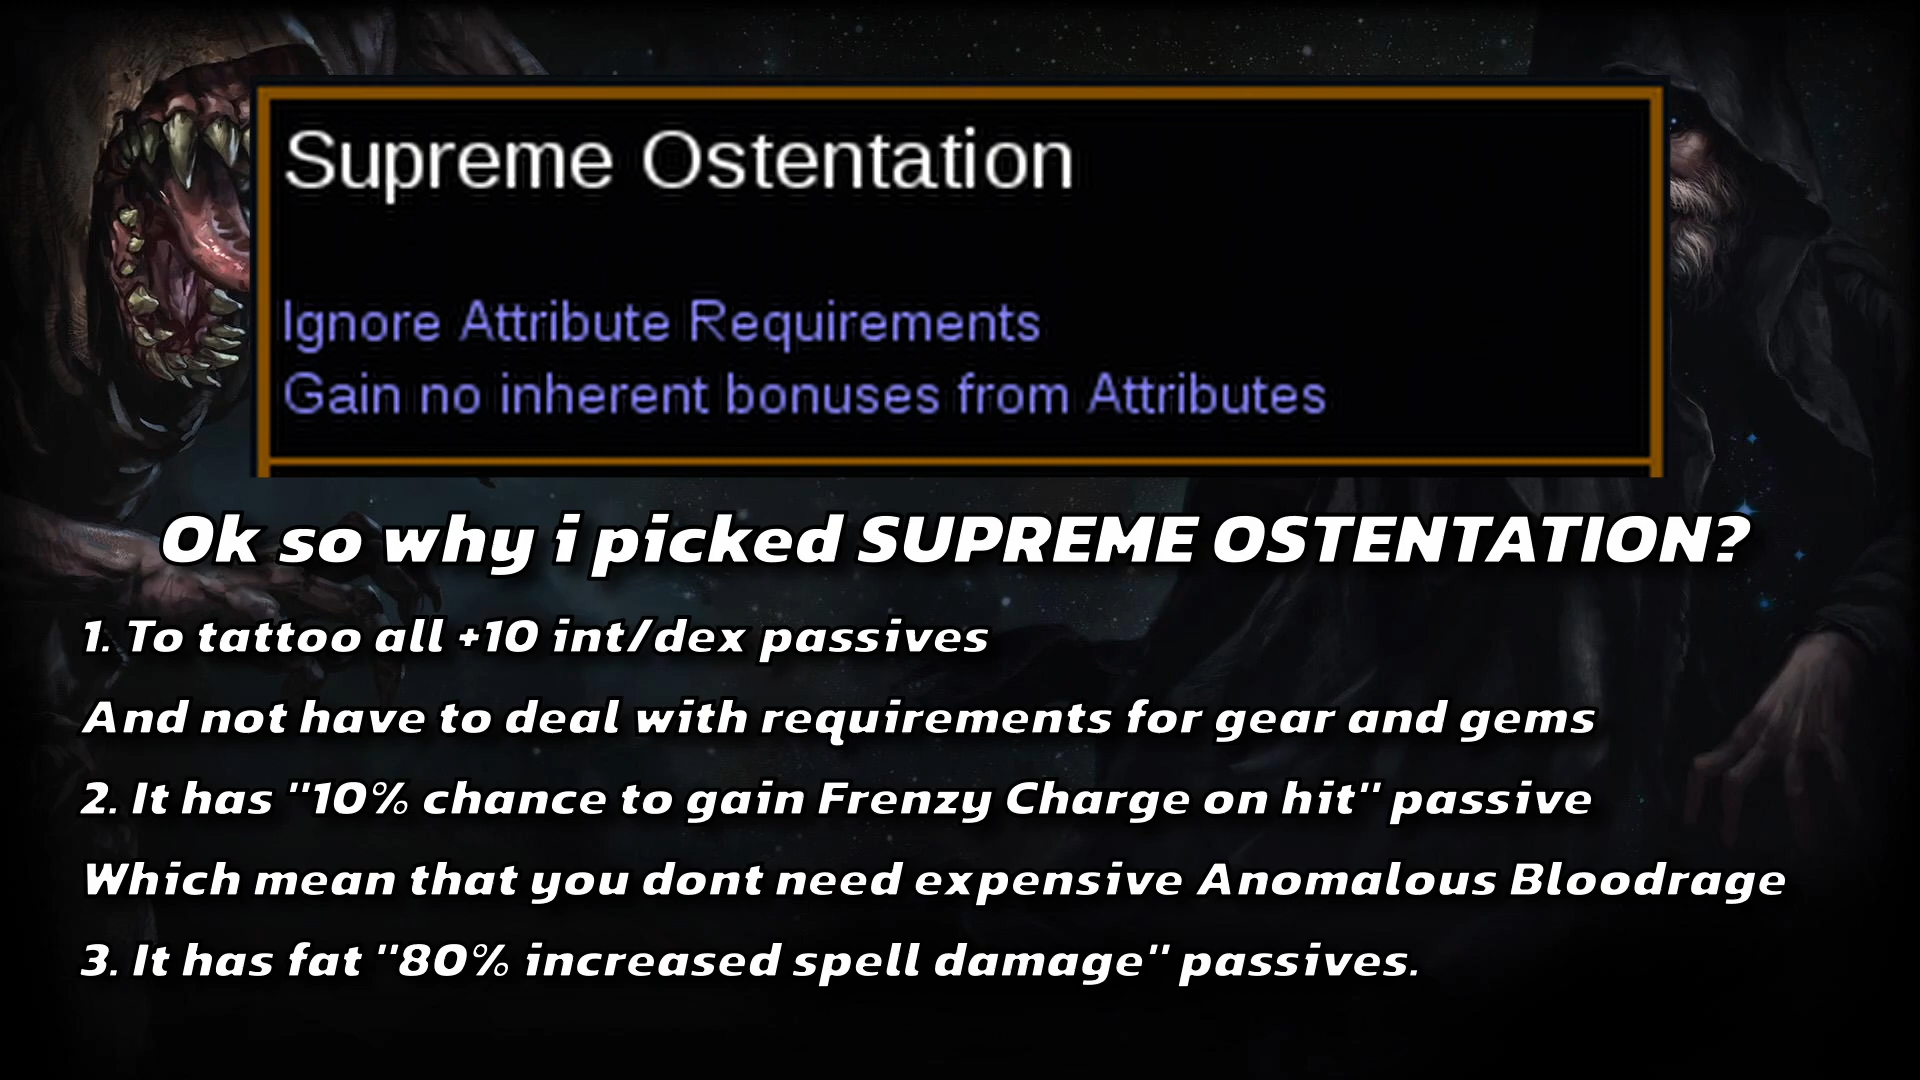 Supreme Ostentation
Ignore Attribute Requirements
Gain no inherent bonuses from Attributes
Ok so why i picked SUPREME OSTENTATION?
1. To tattoo all +10 int/dex passives
And not have to deal with requirements for gear and gems
2. It has "10% chance to gain Frenzy Charge on hit" passive
Which mean that you dont need expensive Anomalous Bloodrage
3. It has fat "80% increased spell damage" passives.